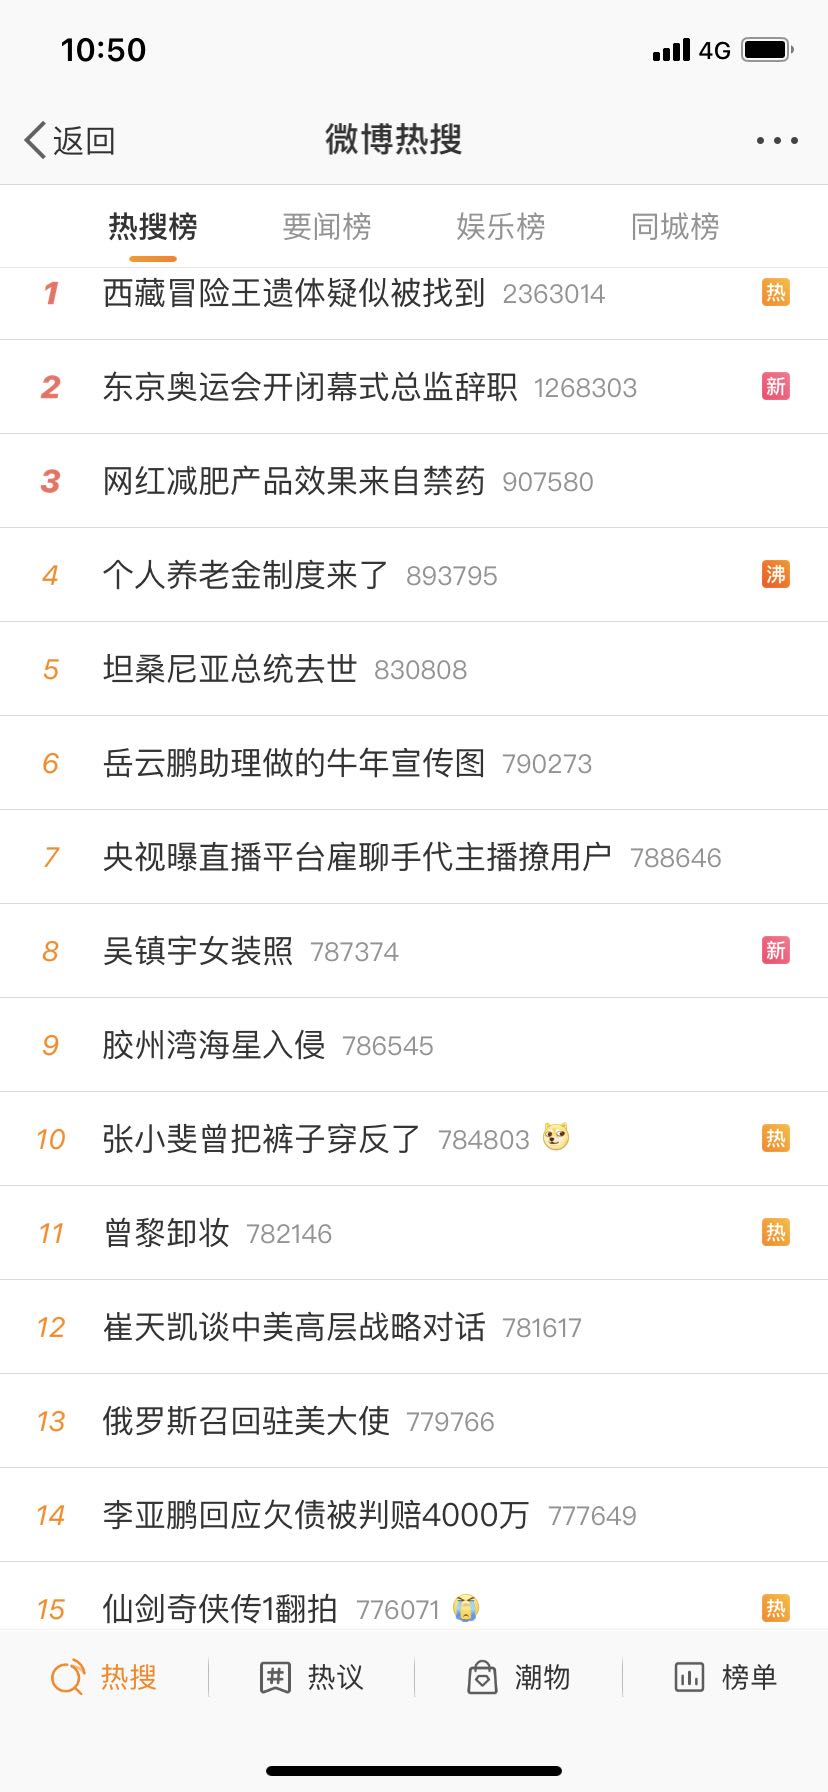 10:50 4G
返回 微博热搜
热搜榜 要闻榜 娱乐榜 同城榜
1 西藏冒险王遗体疑似被找到 2363014 热
2 东京奥运会开闭幕式总监辞职 1268303 新
3 网红减肥产品效果来自禁药 907580
4 个人养老金制度来了 893795 沸
5 坦桑尼亚总统去世 830808
6 岳云鹏助理做的牛年宣传图 790273
7 央视曝直播平台雇聊手代主播撩用户 788646
8 吴镇宇女装照 787374 新
9 胶州湾海星入侵 786545
10 张小斐曾把裤子穿反了 784803 热
11 曾黎卸妆 782146 热
12 崔天凯谈中美高层战略对话 781617
13 俄罗斯召回驻美大使 779766
14 李亚鹏回应欠债被判赔4000万 777649
15 仙剑奇侠传1翻拍 776071 热
热搜 热议 潮物 榜单